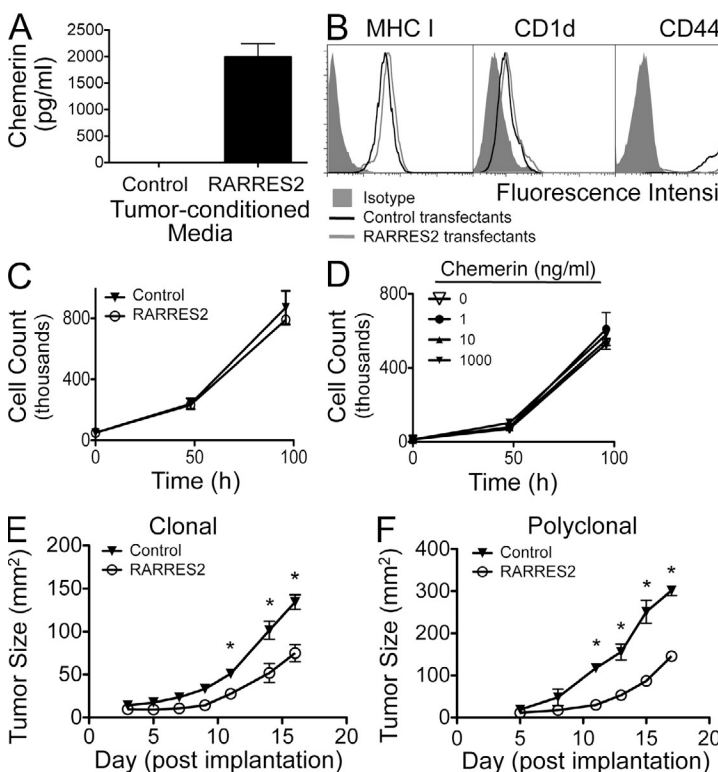 A
Chemerin
(pg/ml)
2500
2000
1500
1000
500
0
Control RARRES2
Tumor-conditioned
Media
B
MHC I CD1d CD44
Isotype
Control transfectants
RARRES2 transfectants
Fluorescence Intensi
C
Control
RARRES2
Cell Count
(thousands)
800
400
0
0 50 100
Time (h)
D
Chemerin (ng/ml)
0
1
10
1000
Cell Count
(thousands)
800
400
0
0 50 100
Time (h)
E
Clonal
Control
RARRES2
Tumor Size (mm²)
200
150
100
50
0
* * *
0 5 10 15 20
Day (post implantation)
F
Polyclonal
Control
RARRES2
Tumor Size (mm²)
400
300
200
100
0
* * * *
0 5 10 15 20
Day (post implantation)